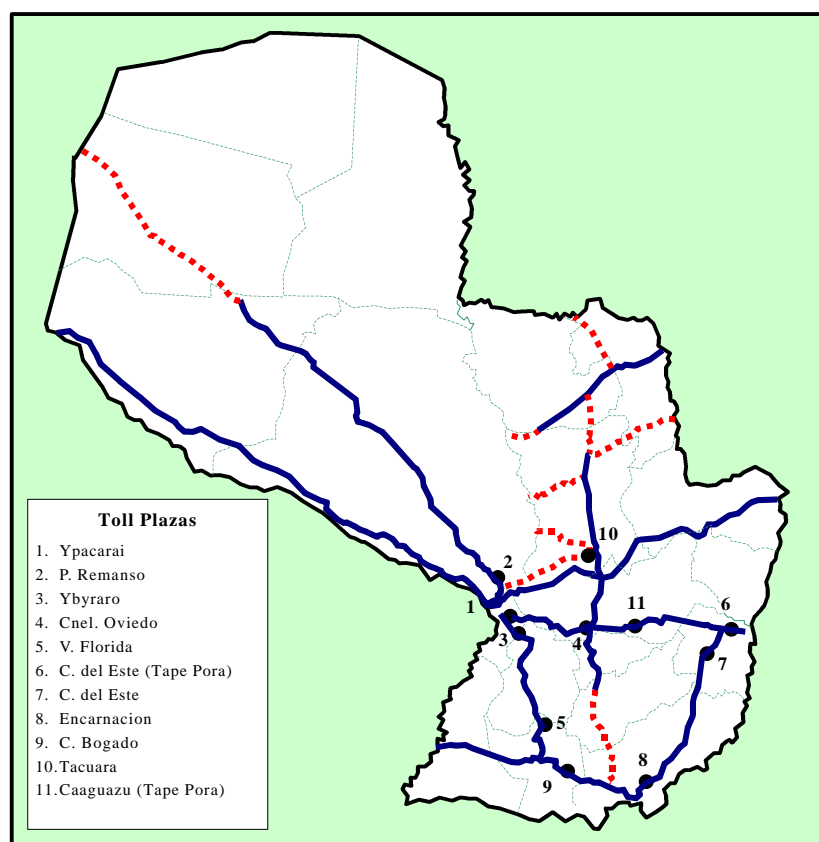 Toll Plazas
1. Ypacarai
2. P. Remanso
3. Ybyraro
4. Cnel. Oviedo
5. V. Florida
6. C. del Este (Tape Pora)
7. C. del Este
8. Encarnacion
9. C. Bogado
10.Tacuara
11.Caaguazu (Tape Pora)
10
2
1
11
6
3
4
7
5
8
9